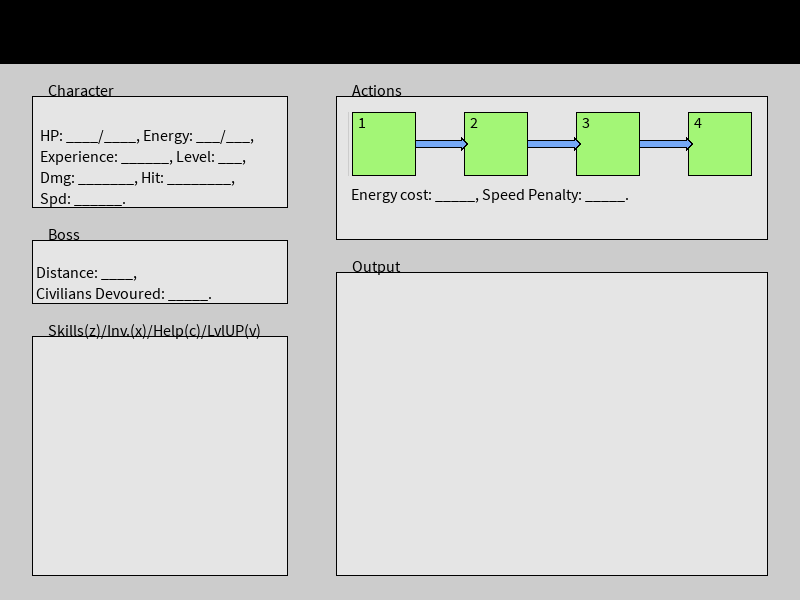 Character
HP: ____/____, Energy: ___/___,
Experience: ______, Level: ___,
Dmg: _______, Hit: ________,
Spd: ______.
Boss
Distance: ____,
Civilians Devoured: _____.
Skills(z)/Inv.(x)/Help(c)/LvlUP(v)
Actions
1 2 3 4
Energy cost: _____, Speed Penalty: _____.
Output